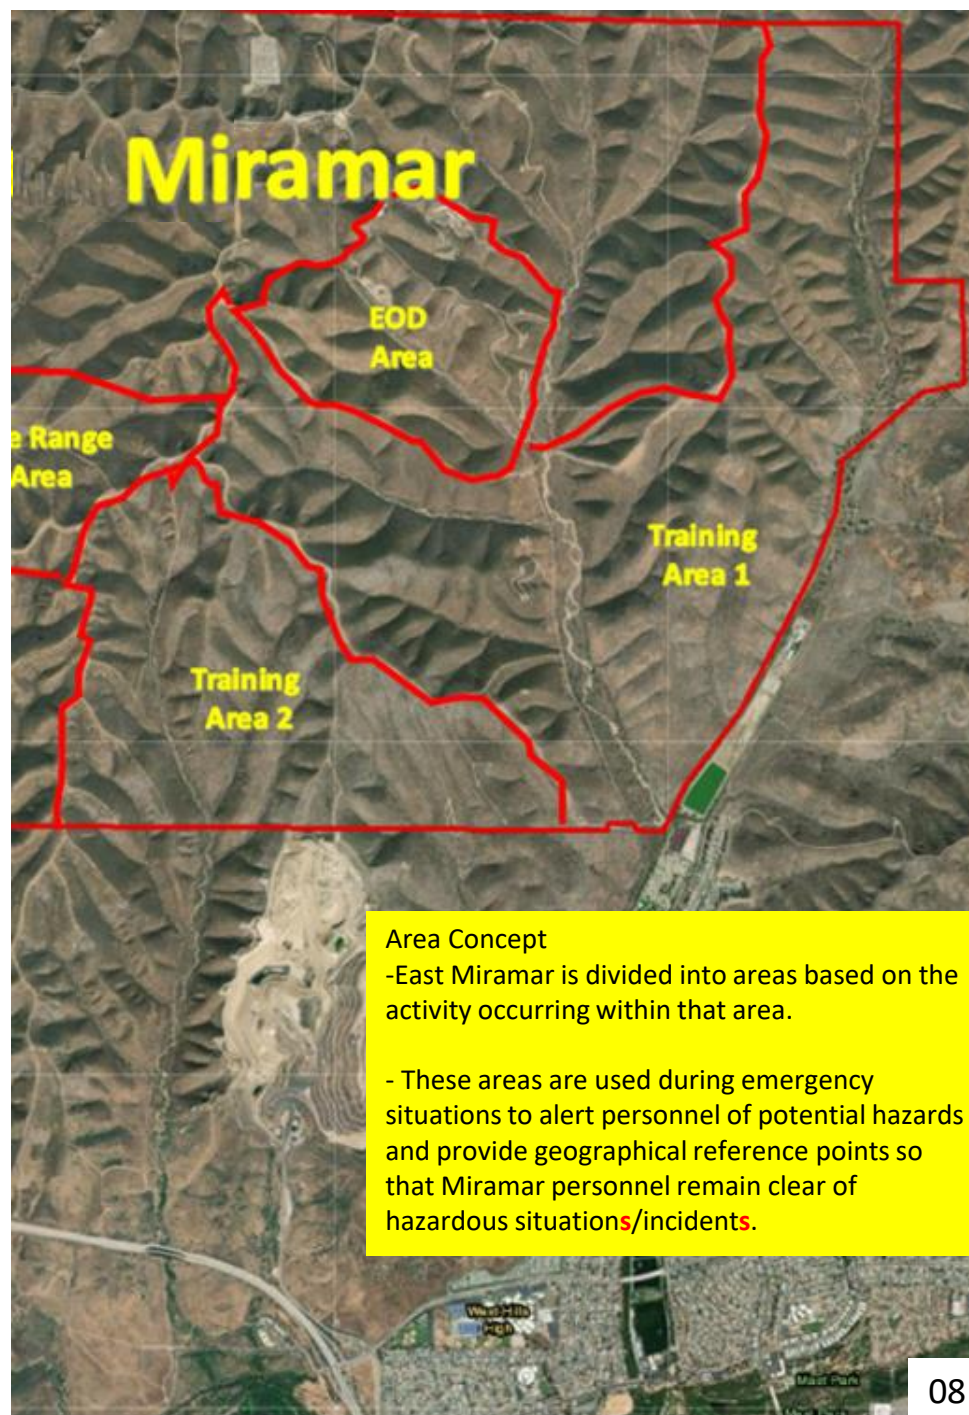 Miramar
EOD
Area
e Range
Area
Training
Area 1
Training
Area 2
Area Concept
-East Miramar is divided into areas based on the
activity occurring within that area.
- These areas are used during emergency
situations to alert personnel of potential hazards
and provide geographical reference points so
that Miramar personnel remain clear of
hazardous situations/incidents.
West Hills
High
Mast Park
08